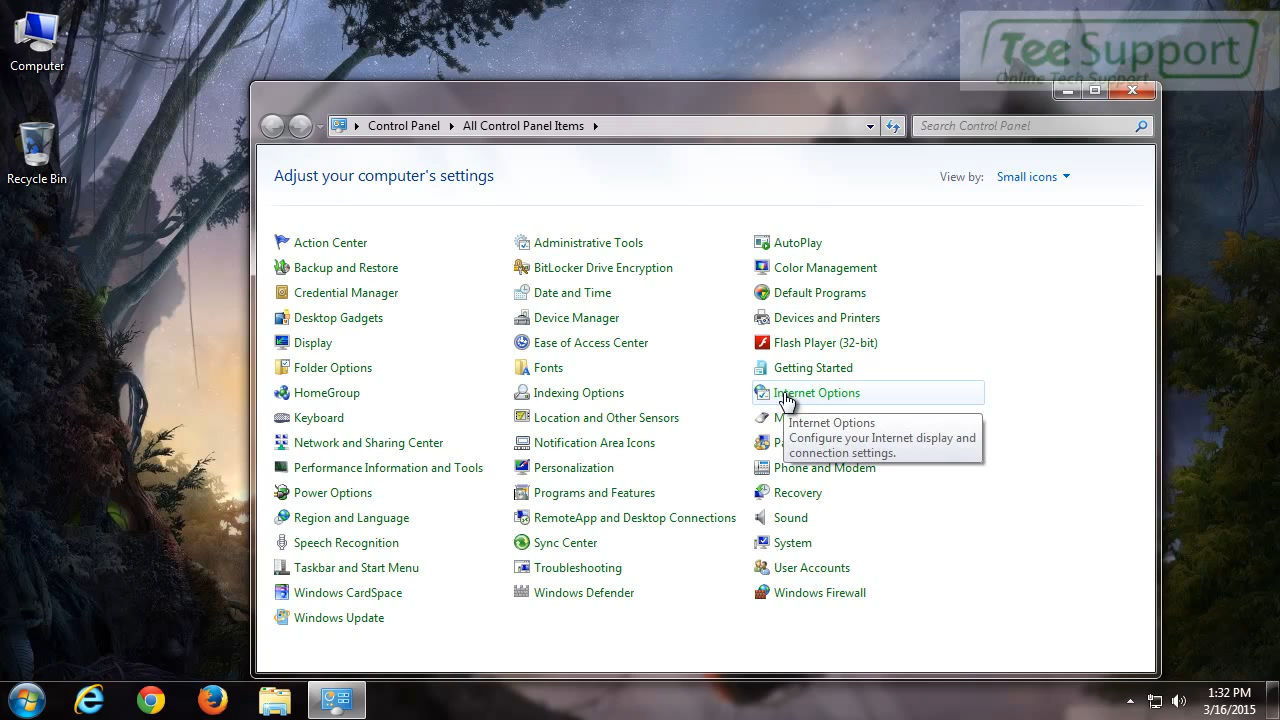 Computer
Recycle Bin
Tee Support
Online Tech Support
Control Panel
All Control Panel Items
Search Control Panel
Adjust your computer's settings
View by:
Small icons
Action Center
Administrative Tools
AutoPlay
Backup and Restore
BitLocker Drive Encryption
Color Management
Credential Manager
Date and Time
Default Programs
Desktop Gadgets
Device Manager
Devices and Printers
Display
Ease of Access Center
Flash Player (32-bit)
Folder Options
Fonts
Getting Started
HomeGroup
Indexing Options
Internet Options
Keyboard
Location and Other Sensors
Internet Options
Configure your Internet display and
connection settings.
Network and Sharing Center
Notification Area Icons
Performance Information and Tools
Personalization
Phone and Modem
Power Options
Programs and Features
Recovery
Region and Language
RemoteApp and Desktop Connections
Sound
Speech Recognition
Sync Center
System
Taskbar and Start Menu
Troubleshooting
User Accounts
Windows CardSpace
Windows Defender
Windows Firewall
Windows Update
1:32 PM
3/16/2015